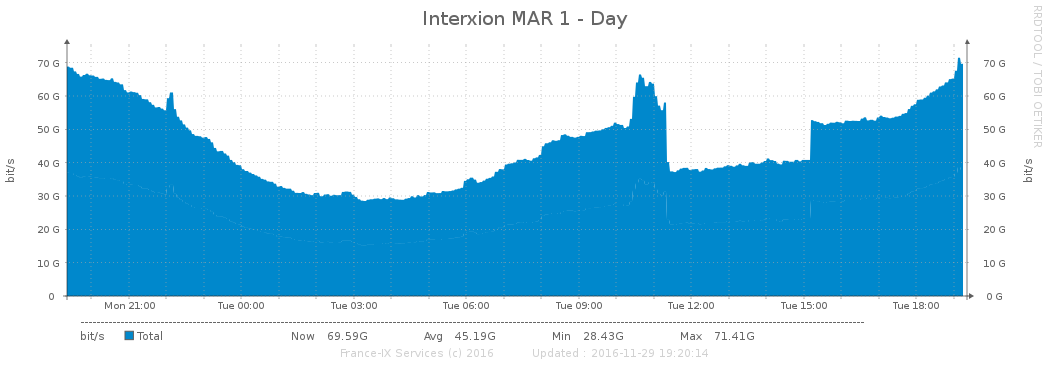 Interxion MAR 1 - Day
RRDTOOL / TOBI OETIKER
70 G 70 G
60 G 60 G
50 G 50 G
40 G 40 G
30 G 30 G
20 G 20 G
10 G 10 G
0 0 G
bit/s bit/s
Mon 21:00 Tue 00:00 Tue 03:00 Tue 06:00 Tue 09:00 Tue 12:00 Tue 15:00 Tue 18:00
bit/s Total Now 69.59G Avg 45.19G Min 28.43G Max 71.41G
France-IX Services (c) 2016 Updated : 2016-11-29 19:20:14